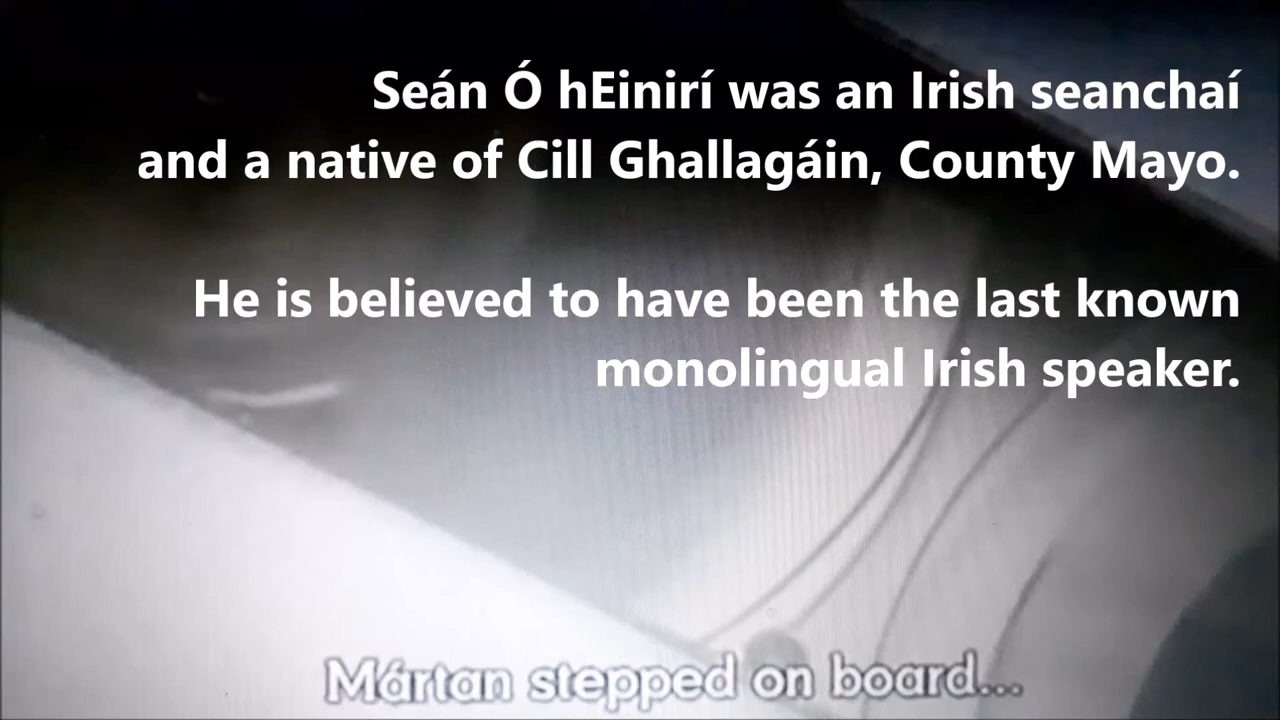 Seán Ó hEinirí was an Irish seanchaí
and a native of Cill Ghallagáin, County Mayo.
He is believed to have been the last known
monolingual Irish speaker.
Mártan stepped on board...